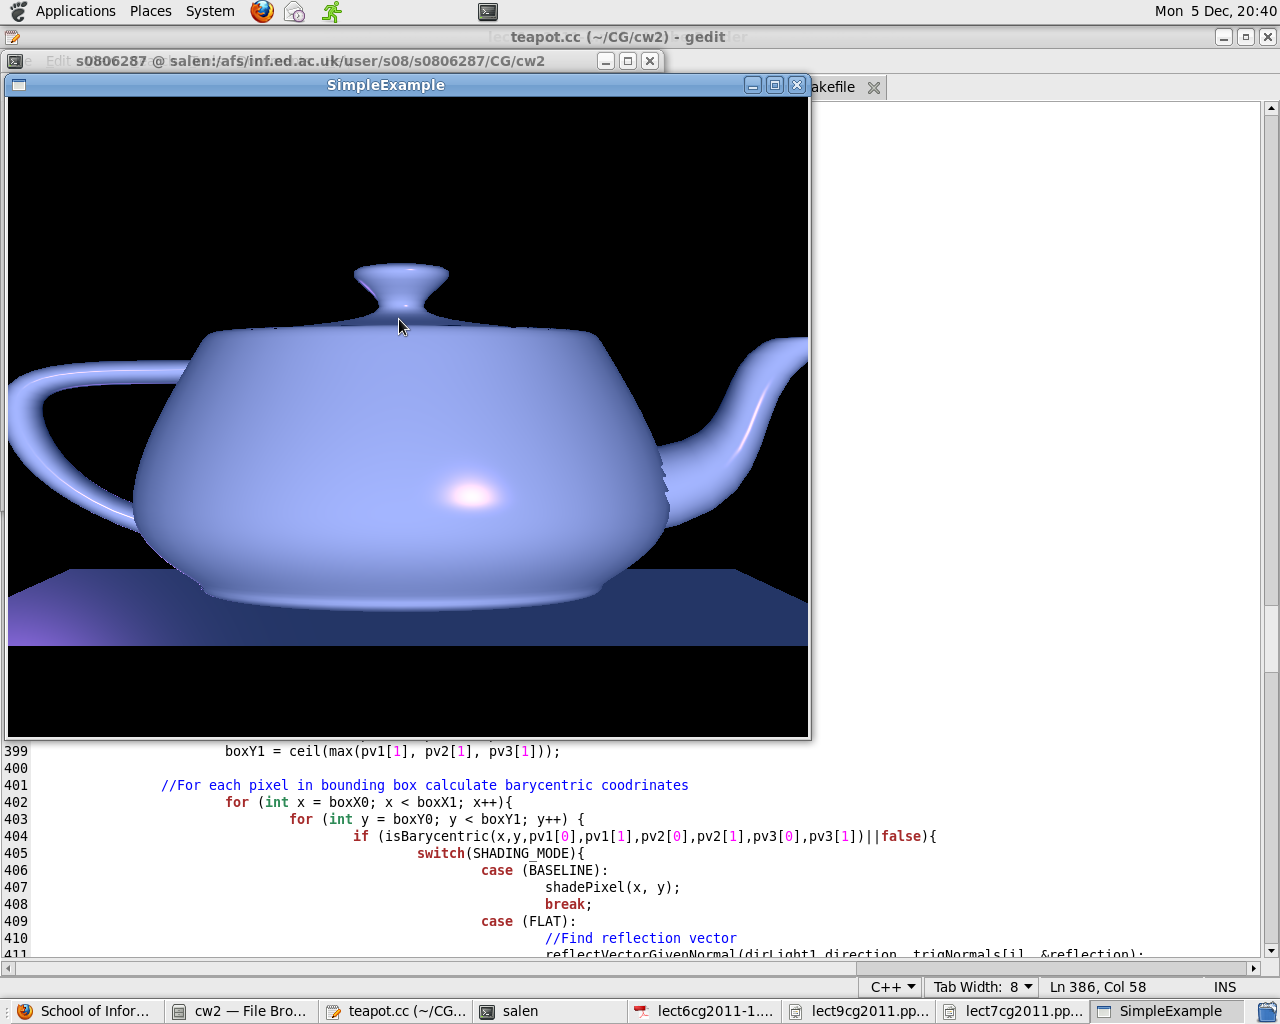 Applications Places System
Mon 5 Dec, 20:40
teapot.cc (~/CG/cw2) - gedit
s0806287 @ salen:/afs/inf.ed.ac.uk/user/s08/s0806287/CG/cw2
SimpleExample
akefile
399 boxY1 = ceil(max(pv1[1], pv2[1], pv3[1]));
400
401 //For each pixel in bounding box calculate barycentric coodrinates
402 for (int x = boxX0; x < boxX1; x++){
403 for (int y = boxY0; y < boxY1; y++) {
404 if (isBarycentric(x,y,pv1[0],pv1[1],pv2[0],pv2[1],pv3[0],pv3[1])||false){
405 switch(SHADING_MODE){
406 case (BASELINE):
407 shadePixel(x, y);
408 break;
409 case (FLAT):
410 //Find reflection vector
411 reflectVectorGivenNormal(dirLight1.direction, trigNormals[i], &reflection);
C++ Tab Width: 8 Ln 386, Col 58 INS
School of Infor... cw2 — File Bro... teapot.cc (~/CG... salen lect6cg2011-1.... lect9cg2011.pp... lect7cg2011.pp... SimpleExample